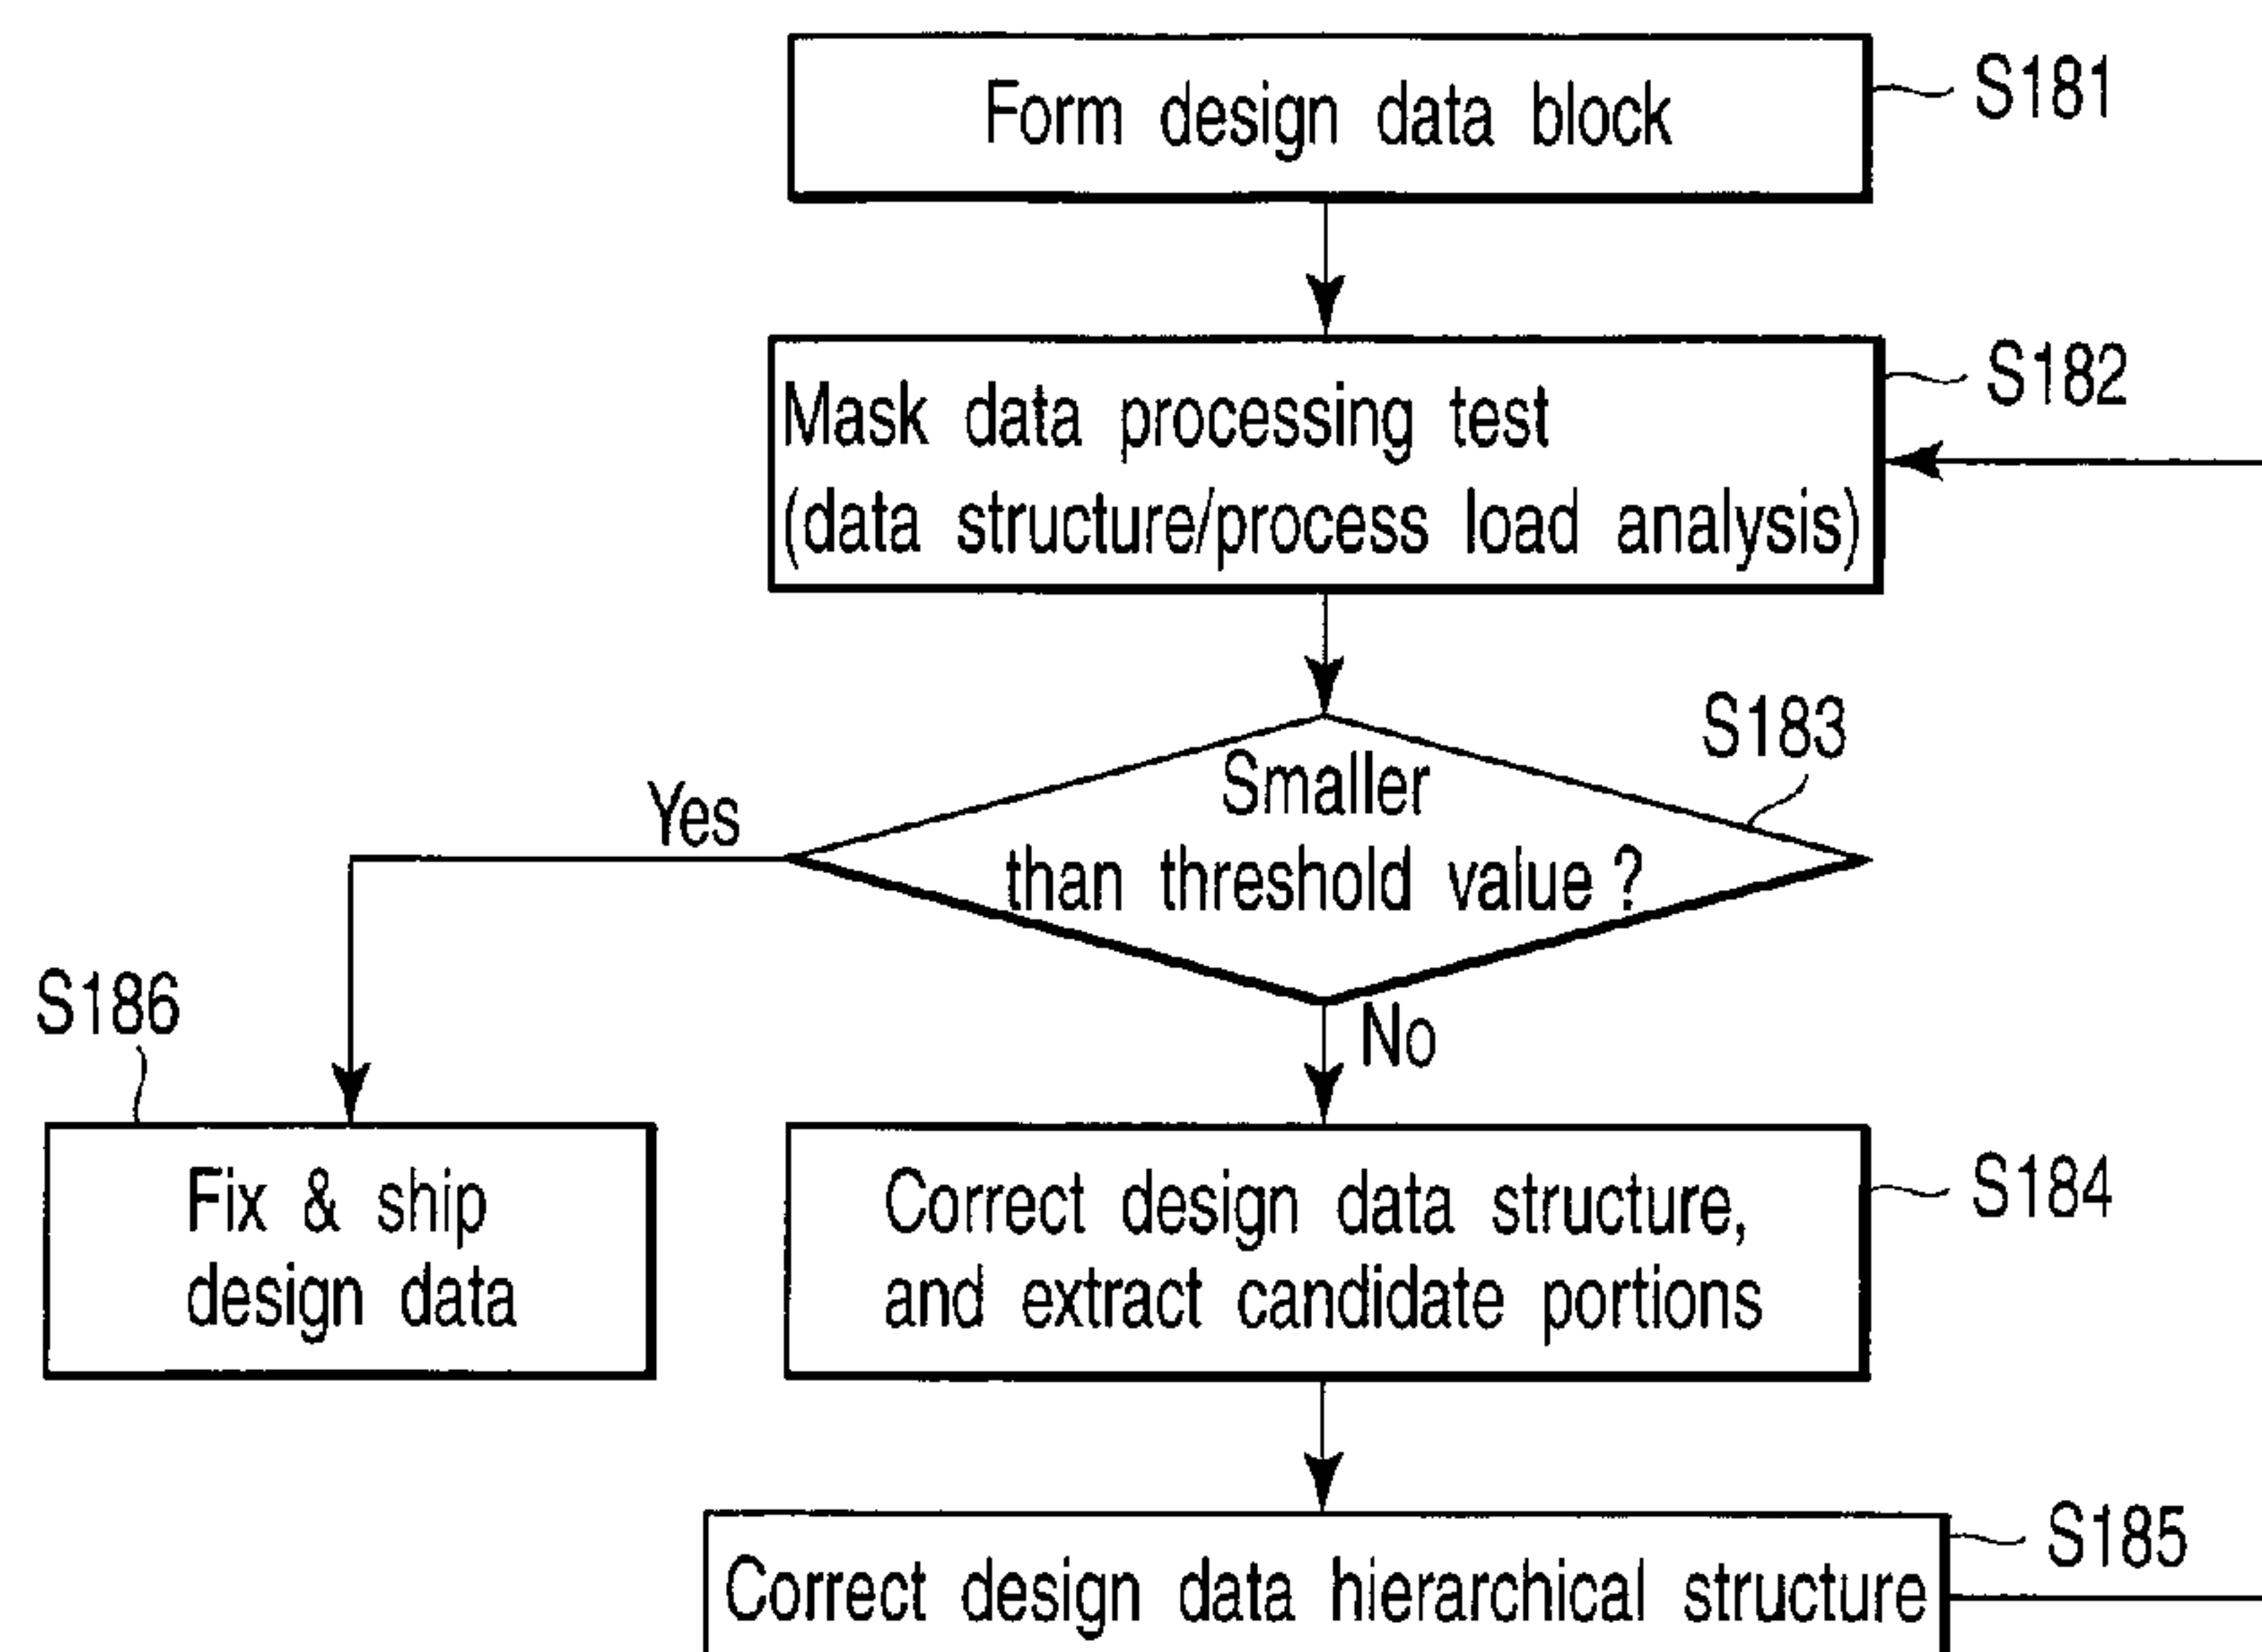 Form design data block
S181
Mask data processing test
(data structure/process load analysis)
S182
S183
Smaller
than threshold value ?
Yes
No
S186
Fix & ship
design data
Correct design data structure,
and extract candidate portions
S184
Correct design data hierarchical structure
S185